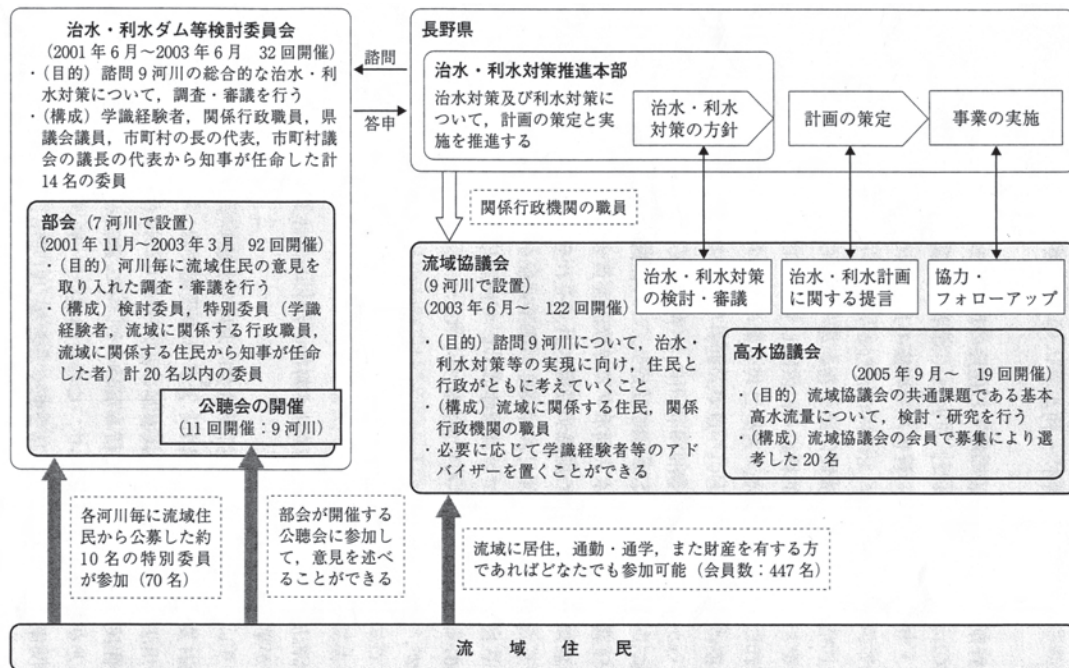 治水・利水ダム等検討委員会
(2001年6月～2003年6月　32回開催)
・(目的) 諮問9河川の総合的な治水・利
水対策について，調査・審議を行う
・(構成) 学識経験者，関係行政職員，県
議会議員，市町村の長の代表，市町村議
会の議長の代表から知事が任命した計
14名の委員
部会 (7河川で設置)
(2001年11月～2003年3月　92回開催)
・(目的) 河川毎に流域住民の意見を
取り入れた調査・審議を行う
・(構成) 検討委員，特別委員 (学識
経験者，流域に関係する行政職員，
流域に関係する住民から知事が任命
した者) 計20名以内の委員
公聴会の開催
(11回開催：9河川)
諮問
答申
長野県
治水・利水対策推進本部
治水対策及び利水対策に
ついて，計画の策定と実
施を推進する
治水・利水
対策の方針
計画の策定
事業の実施
関係行政機関の職員
流域協議会
(9河川で設置)
(2003年6月～　122回開催)
・(目的) 諮問9河川について，治水・
利水対策等の実現に向け，住民と
行政がともに考えていくこと
・(構成) 流域に関係する住民，関係
行政機関の職員
・必要に応じて学識経験者等のアド
バイザーを置くことができる
治水・利水対策
の検討・審議
治水・利水計画
に関する提言
協力・
フォローアップ
高水協議会
(2005年9月～　19回開催)
・(目的) 流域協議会の共通課題である基本
高水流量について，検討・研究を行う
・(構成) 流域協議会の会員で募集により選
考した20名
各河川毎に流域住
民から公募した約
10名の特別委員
が参加 (70名)
部会が開催する
公聴会に参加し
て，意見を述べ
ることができる
流域に居住，通勤・通学，また財産を有する方
であればどなたでも参加可能 (会員数：447名)
流域住民